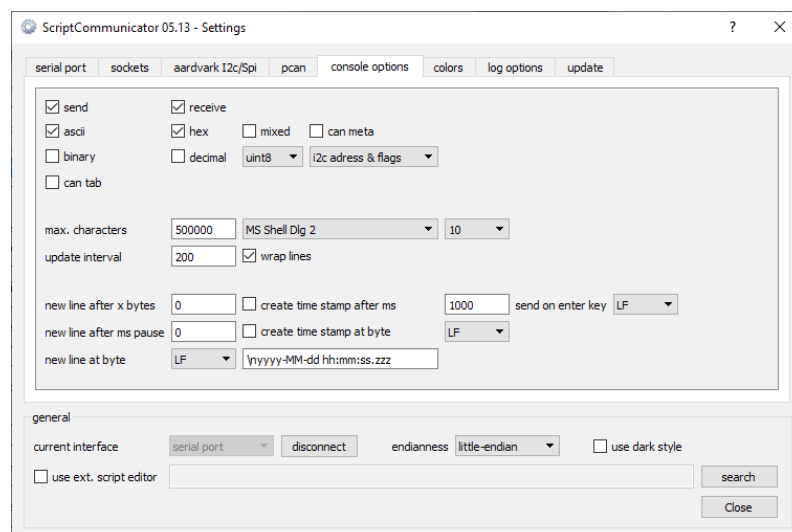 ScriptCommunicator 05.13 - Settings ?
serial port sockets aardvark I2c/Spi pcan console options colors log options update
send receive
ascii hex mixed can meta
binary decimal uint8 i2c adress & flags
can tab
max. characters 500000 MS Shell Dlg 2 10
update interval 200 wrap lines
new line after x bytes 0 create time stamp after ms 1000 send on enter key LF
new line after ms pause 0 create time stamp at byte LF
new line at byte LF \nyyyy-MM-dd hh:mm:ss.zzz
general
current interface serial port disconnect endianness little-endian use dark style
use ext. script editor search
Close